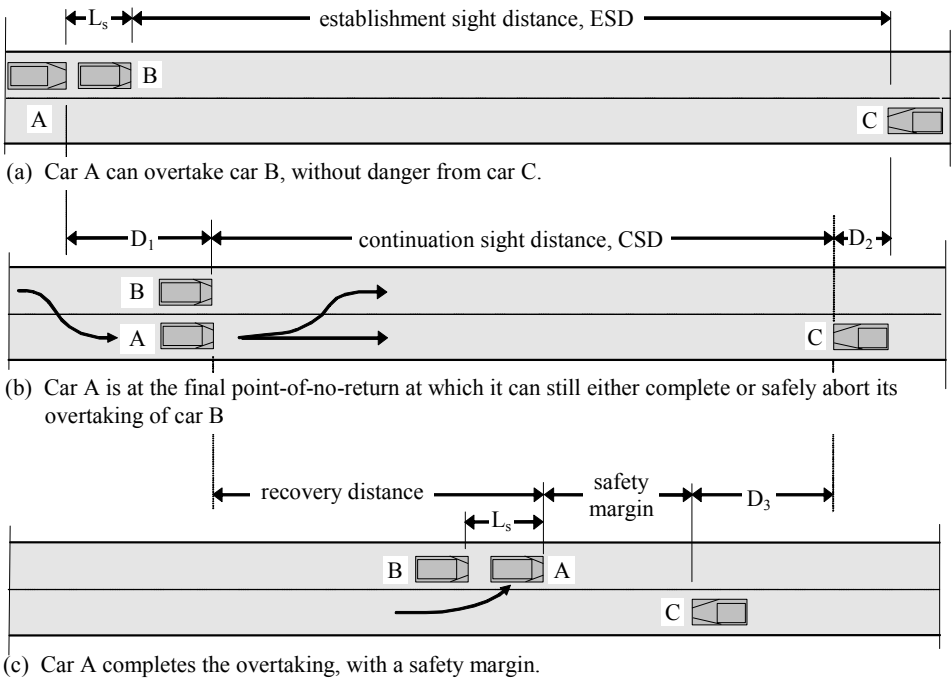 Lₛ establishment sight distance, ESD
B
A C
(a) Car A can overtake car B, without danger from car C.
D₁ continuation sight distance, CSD D₂
B
A C
(b) Car A is at the final point-of-no-return at which it can still either complete or safely abort its
overtaking of car B
recovery distance safety
margin D₃
Lₛ
B A
C
(c) Car A completes the overtaking, with a safety margin.